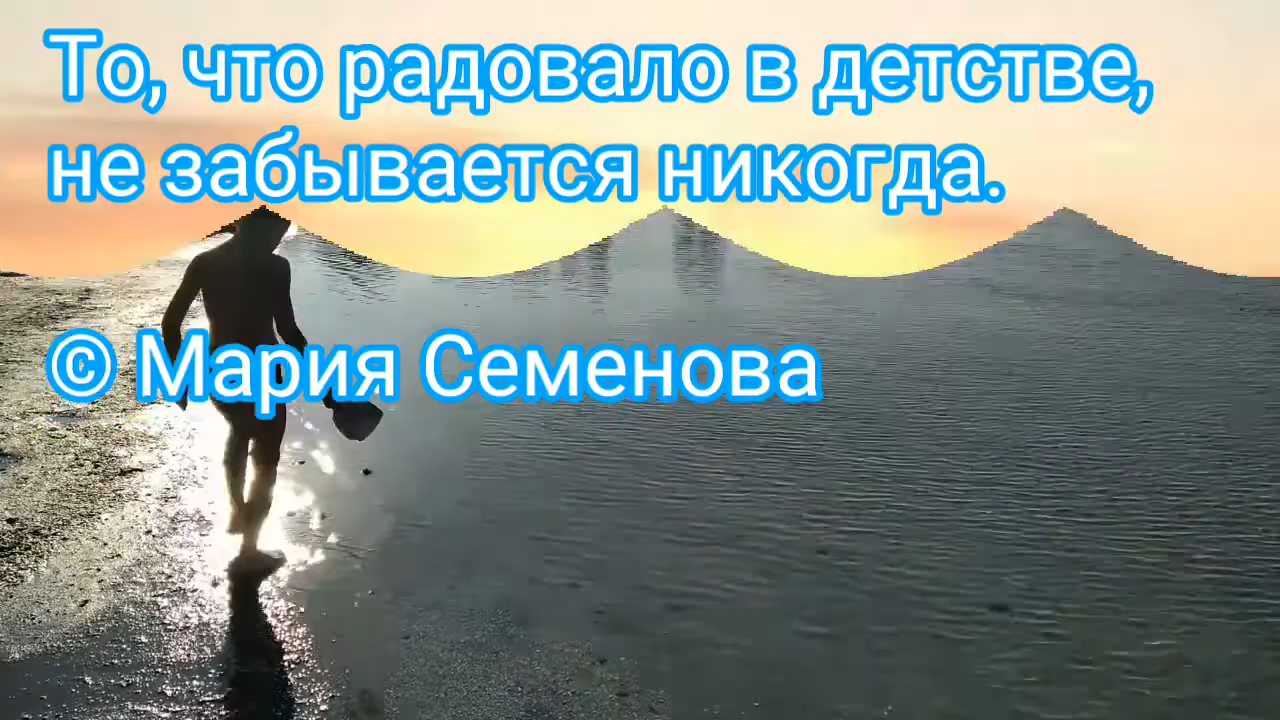 То, что радовало в детстве,
не забывается никогда.
© Мария Семенова